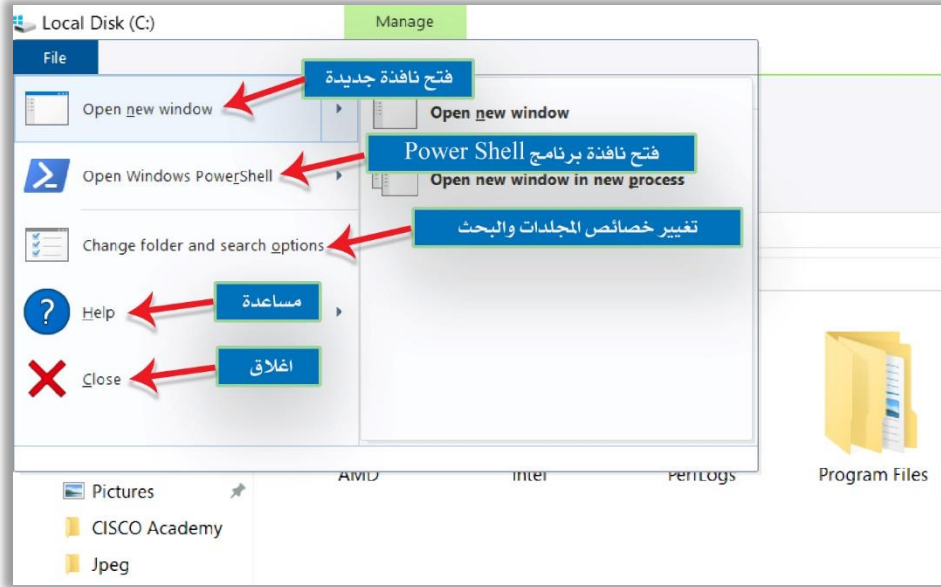 Local Disk (C:)
Manage
File
فتح نافذة جديدة
Open new window
Open new window
فتح نافذة برنامج Power Shell
Open Windows PowerShell
Open new window in new process
تغيير خصائص المجلدات والبحث
Change folder and search options
مساعدة
Help
اغلاق
Close
AMD
Intel
PerfLogs
Program Files
Pictures
CISCO Academy
Jpeg